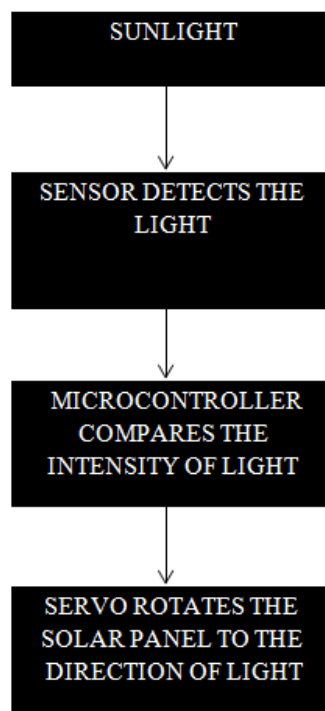 SUNLIGHT
SENSOR DETECTS THE
LIGHT
MICROCONTROLLER
COMPARES THE
INTENSITY OF LIGHT
SERVO ROTATES THE
SOLAR PANEL TO THE
DIRECTION OF LIGHT